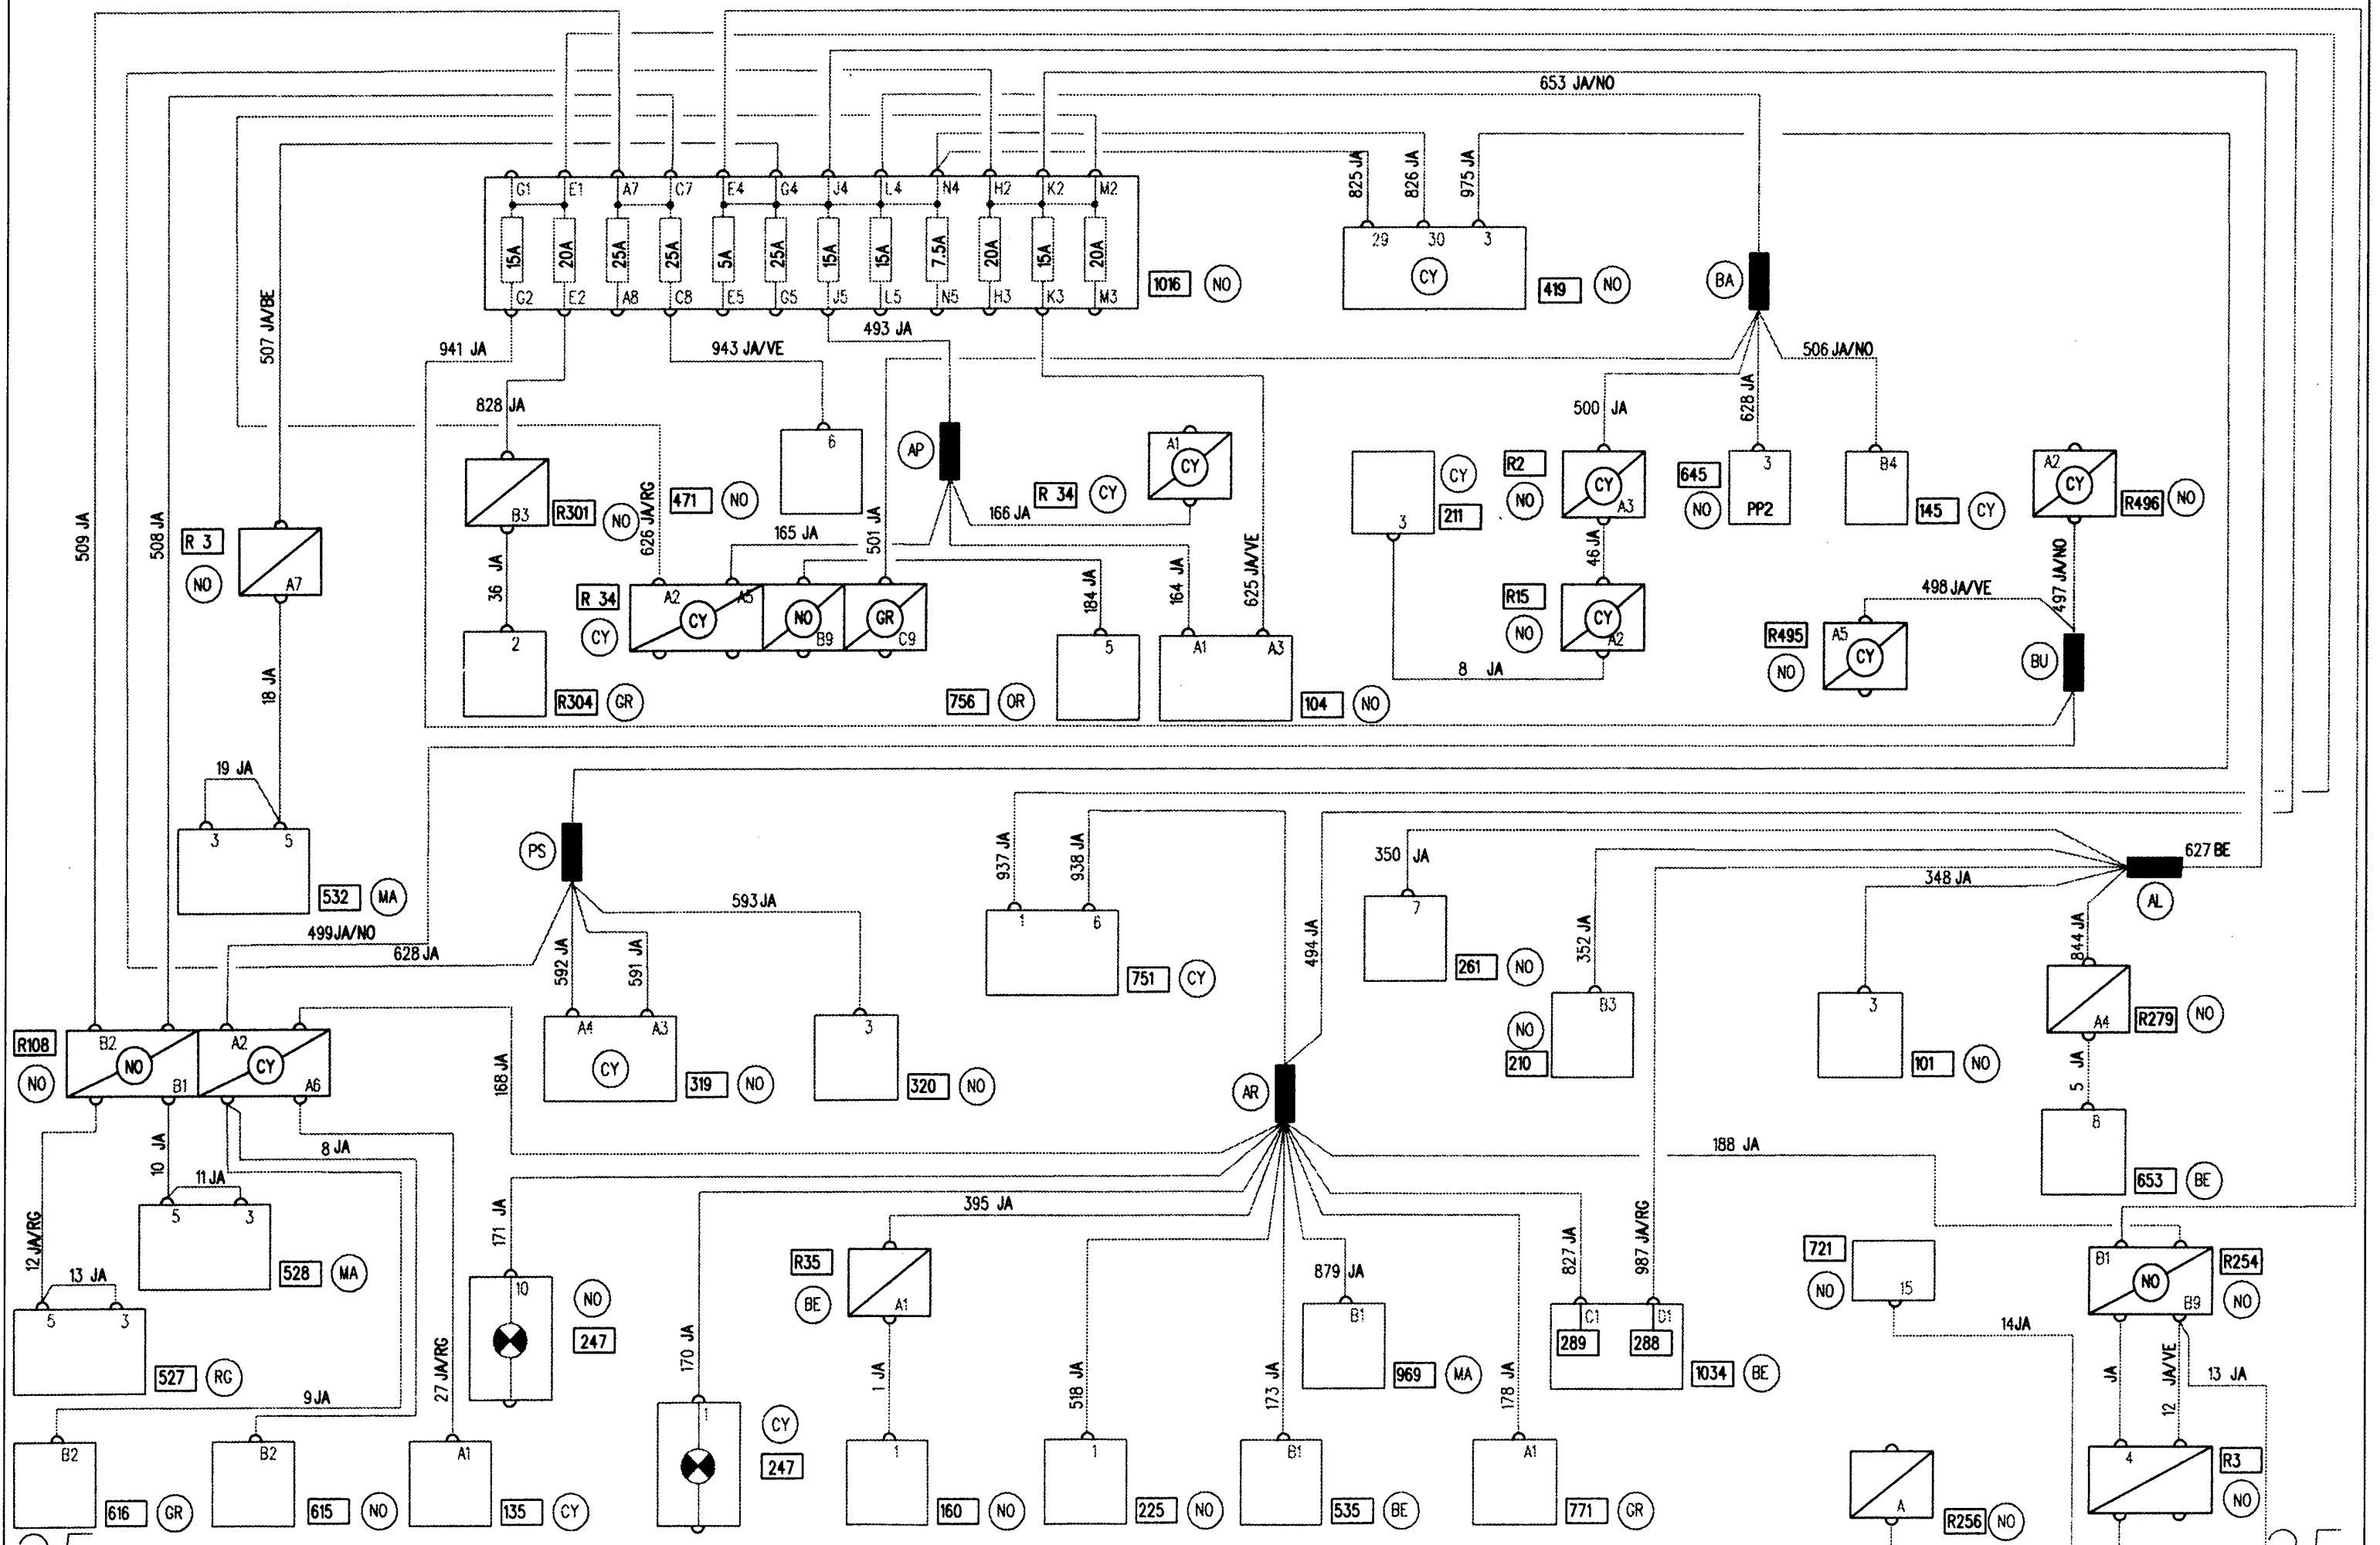 653 JA/NO
825 JA
826 JA
975 JA
G1 E1 A7 C7 E4 G4 J4 L4 N4 H2 K2 M2
15A 20A 25A 25A 5A 25A 15A 15A 7.5A 20A 15A 20A
G2 E2 A8 C8 E5 G5 J5 L5 N5 H3 K3 M3
1016 NO
29 30 3
CY
419 NO
BA
507 JA/BE
941 JA
943 JA/VE
493 JA
506 JA/NO
828 JA
500 JA
628 JA
509 JA
508 JA
R 3
NO
A7
B3
R301 NO
626 JA/RG
471 NO
6
501 JA
AP
R 34 CY
A1
CY
166 JA
165 JA
CY
211
3
R2
NO
CY
A3
645
NO
3
PP2
B4
145 CY
A2
CY
R496 NO
36 JA
R 34
CY
A2 A5
CY
NO
B9
GR
C9
184 JA
164 JA
625 JA/VE
46 JA
R15
NO
CY
A2
498 JA/VE
497 JA/NO
R495
NO
A5
CY
BU
2
R304 GR
756 OR
5
A1 A3
104 NO
8 JA
18 JA
19 JA
3 5
532 MA
PS
593 JA
592 JA
591 JA
937 JA
938 JA
350 JA
627 BE
AL
348 JA
499 JA/NO
628 JA
1 6
751 CY
494 JA
7
261 NO
352 JA
844 JA
R108
NO
B2
NO
B1
A2
CY
A6
168 JA
A4 A3
CY
319 NO
3
320 NO
AR
NO
210
B3
3
101 NO
A4
R279 NO
5 JA
8
653 BE
10 JA
8 JA
11 JA
12 JA/RG
5 3
528 MA
13 JA
5 3
527 RG
9 JA
27 JA/RG
171 JA
10
NO
247
170 JA
395 JA
188 JA
R35
BE
A1
1 JA
518 JA
173 JA
879 JA
B1
969 MA
178 JA
827 JA
987 JA/RG
C1 D1
289 288
1034 BE
721
NO
15
14 JA
B1
NO
B9
R254
NO
JA
12 JA/VE
13 JA
B2
616 GR
B2
615 NO
A1
135 CY
1
CY
247
1
160 NO
1
225 NO
B1
535 BE
A1
771 GR
A
R256 NO
4
R3
NO